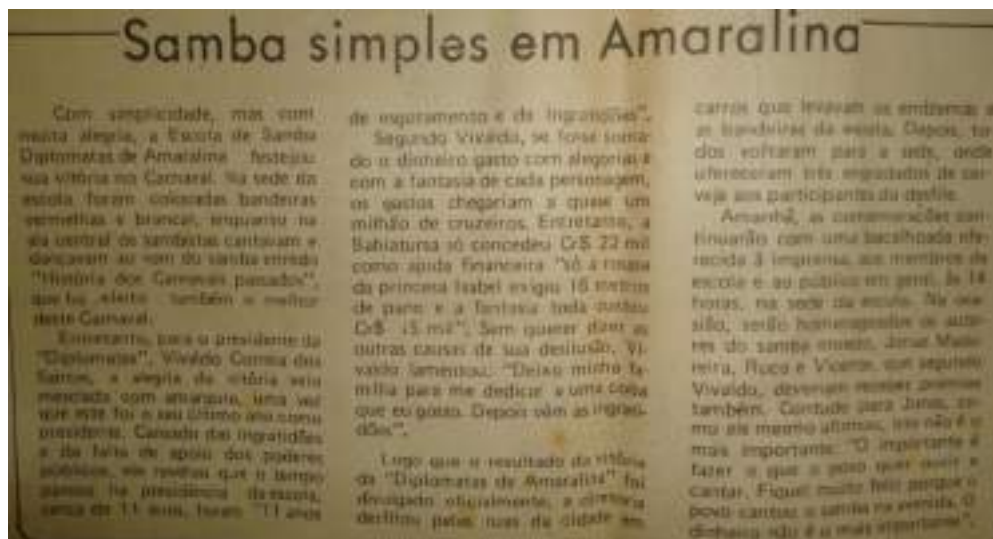 Samba simples em Amaralina
Com simplicidade, mas com
muita alegria, a Escola de Samba
Diplomatas de Amaralina festejou
sua vitória no Carnaval. Na sede da
escola foram colocadas bandeiras
vermelhas e brancas, enquanto na
ala central os sambistas cantavam e
dançavam ao som do samba enredo
"História dos Carnavais passados",
que foi eleito também o melhor
deste Carnaval.
Entretanto, para o presidente da
"Diplomatas", Vivaldo Correa dos
Santos, a alegria da vitória veio
mesclada com amargura, uma vez
que este foi o seu último ano como
presidente. Cansado das ingratidões
e da falta de apoio dos poderes
públicos, ele revelou que o tempo
na presidência da escola,
cerca de 11 anos, foram "11 anos
de esgotamento e de ingratidões".
Segundo Vivaldo, se fosse soma-
do o dinheiro gasto com alegorias e
com a fantasia de cada personagem,
os gastos chegariam a quase um
milhão de cruzeiros. Entretanto, a
Bahiatursa só concedeu Cr$ 22 mil
como ajuda financeira "só a roupa
da princesa Isabel exigiu 16 metros
de pano e a fantasia toda custou
Cr$ 15 mil". Sem querer dizer as
outras causas de sua desilusão, Vi-
valdo lamentou: "Deixo minha fa-
mília para me dedicar a uma coisa
que eu gosto. Depois vêm as ingrati-
dões".
Logo que o resultado da vitória
da "Diplomatas de Amaralina" foi
divulgado oficialmente, a diretoria
desfilou pelas ruas da cidade em
carros que levavam os emblemas e
as bandeiras da escola. Depois, to-
dos voltaram para a sede, onde
ofereceram três engradados de cer-
veja aos participantes do desfile.
Amanhã, as comemorações con-
tinuarão com uma bacalhoada ofe-
recida à imprensa, aos membros da
escola e ao público em geral, às 14
horas, na sede da escola. Na oca-
sião, serão homenageados os auto-
res do samba enredo,
reira, e Vicente, que segundo
Vivaldo, deveriam receber prêmios
também. Contudo para
mo ele mesmo afirmou, isto não é o
mais importante: "O importante é
fazer o que o povo quer ouvir e
cantar. Fiquei muito feliz porque o
povo cantou o samba na avenida. O
dinheiro não é o mais importante".